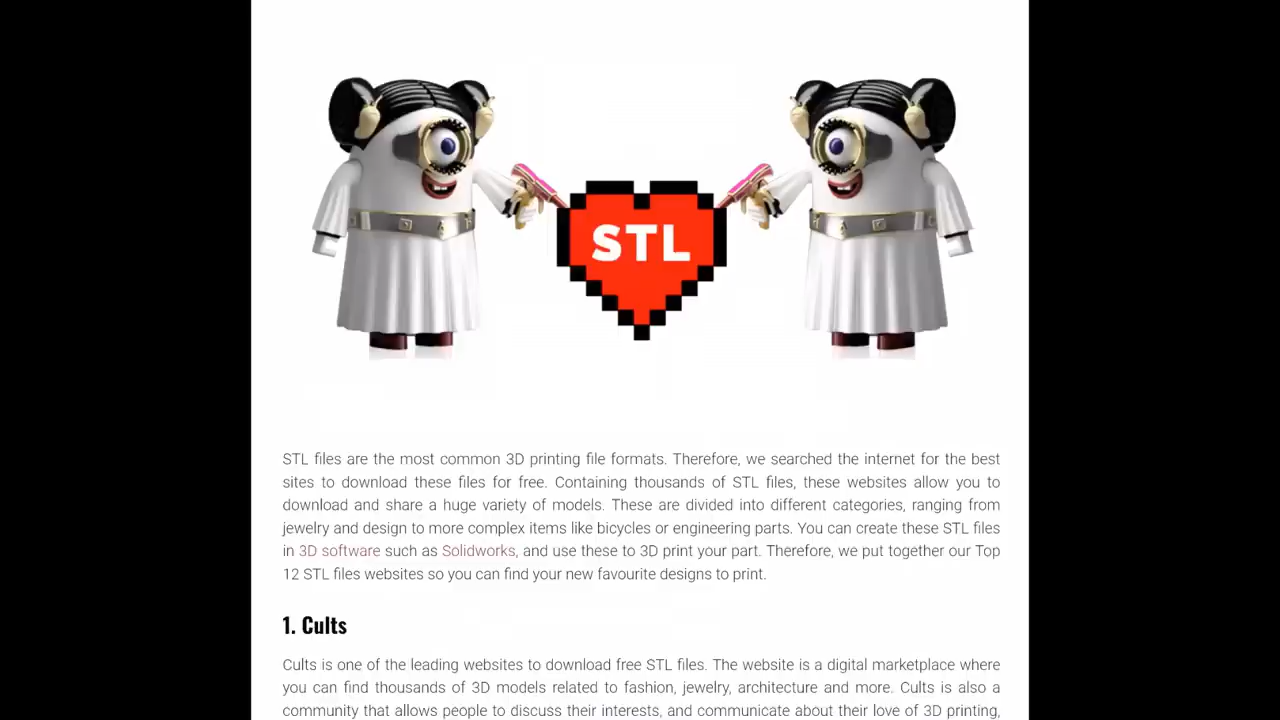 STL
STL files are the most common 3D printing file formats. Therefore, we searched the internet for the best
sites to download these files for free. Containing thousands of STL files, these websites allow you to
download and share a huge variety of models. These are divided into different categories, ranging from
jewelry and design to more complex items like bicycles or engineering parts. You can create these STL files
in 3D software such as Solidworks, and use these to 3D print your part. Therefore, we put together our Top
12 STL files websites so you can find your new favourite designs to print.
1. Cults
Cults is one of the leading websites to download free STL files. The website is a digital marketplace where
you can find thousands of 3D models related to fashion, jewelry, architecture and more. Cults is also a
community that allows people to discuss their interests, and communicate about their love of 3D printing,